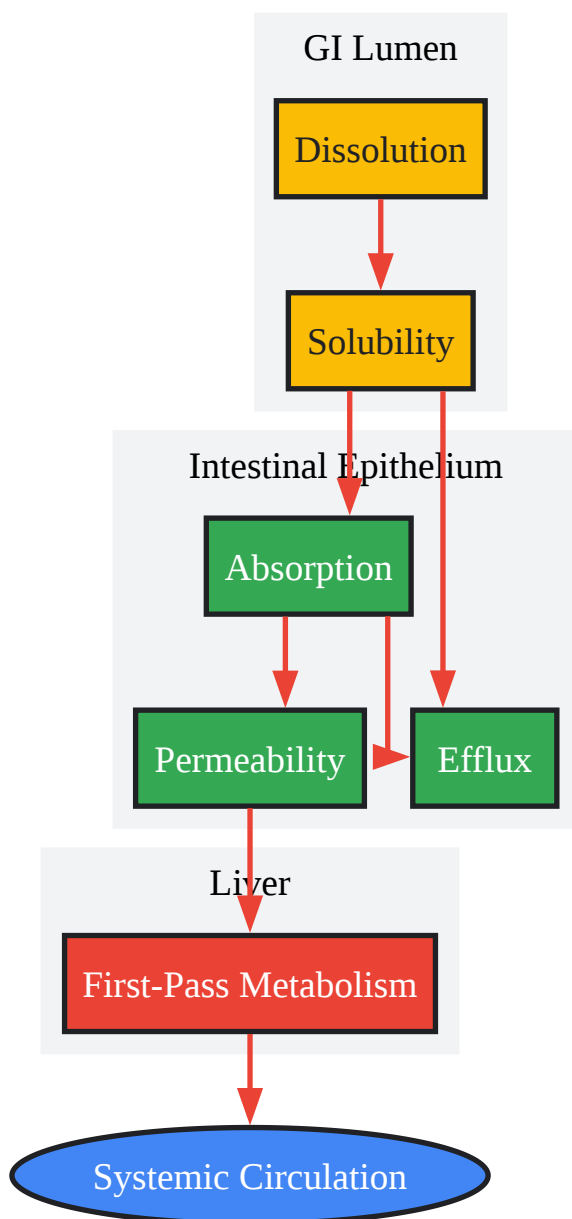 GI Lumen
Dissolution
Solubility
Intestinal Epithelium
Absorption
Permeability
Efflux
Liver
First-Pass Metabolism
Systemic Circulation